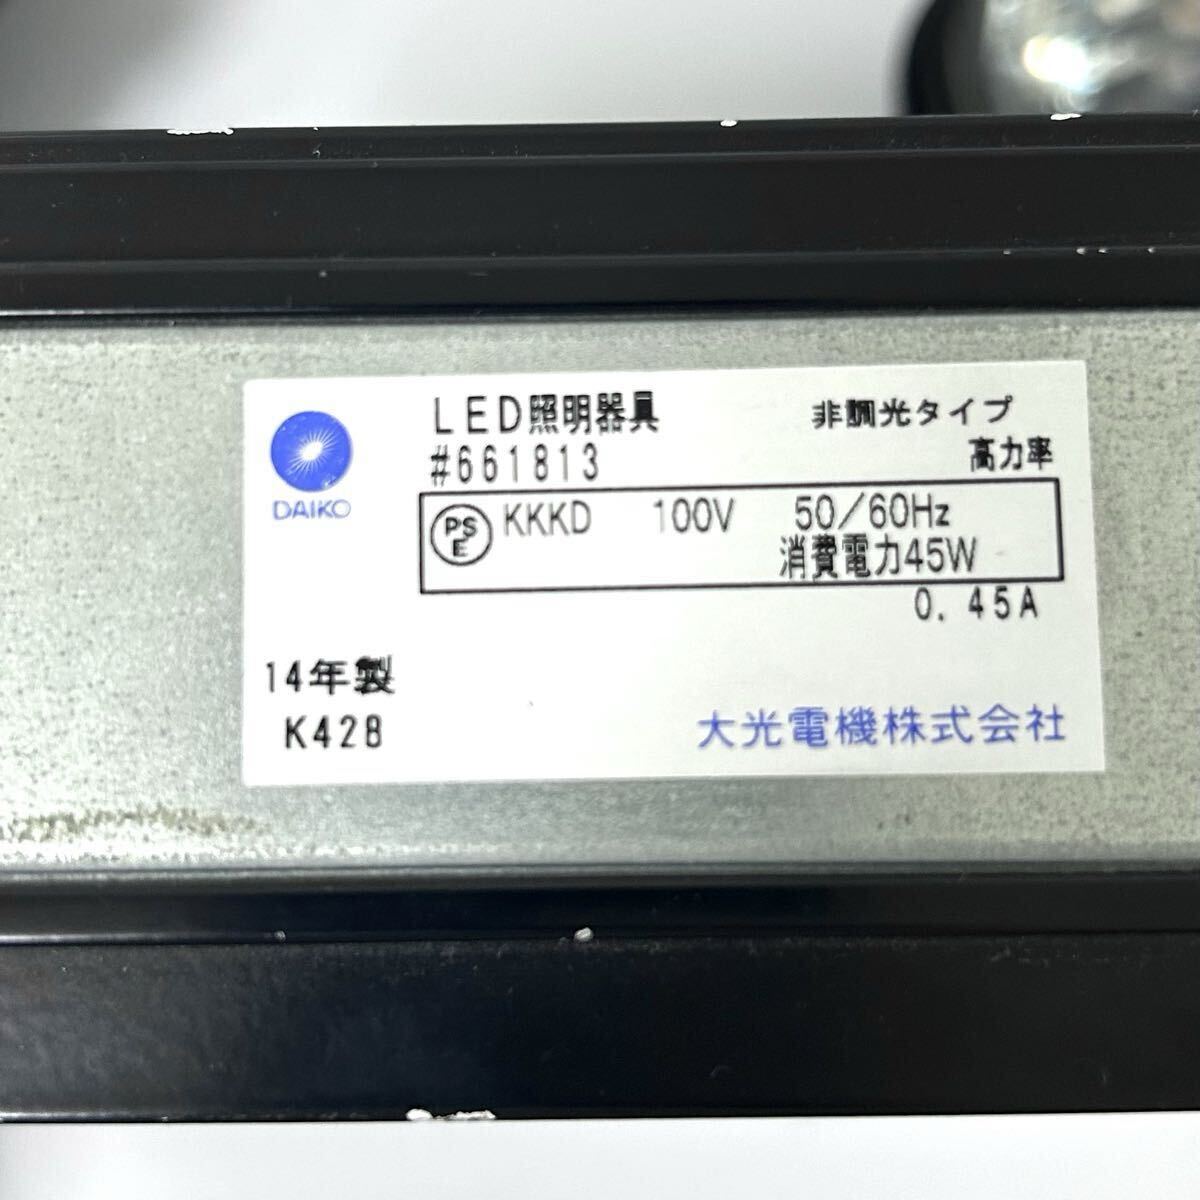 LED照明器具 非調光タイプ
#661813 高力率
DAIKO
PSE KKKD 100V 50/60Hz
消費電力45W
0.45A
14年製
K428
大光電機株式会社